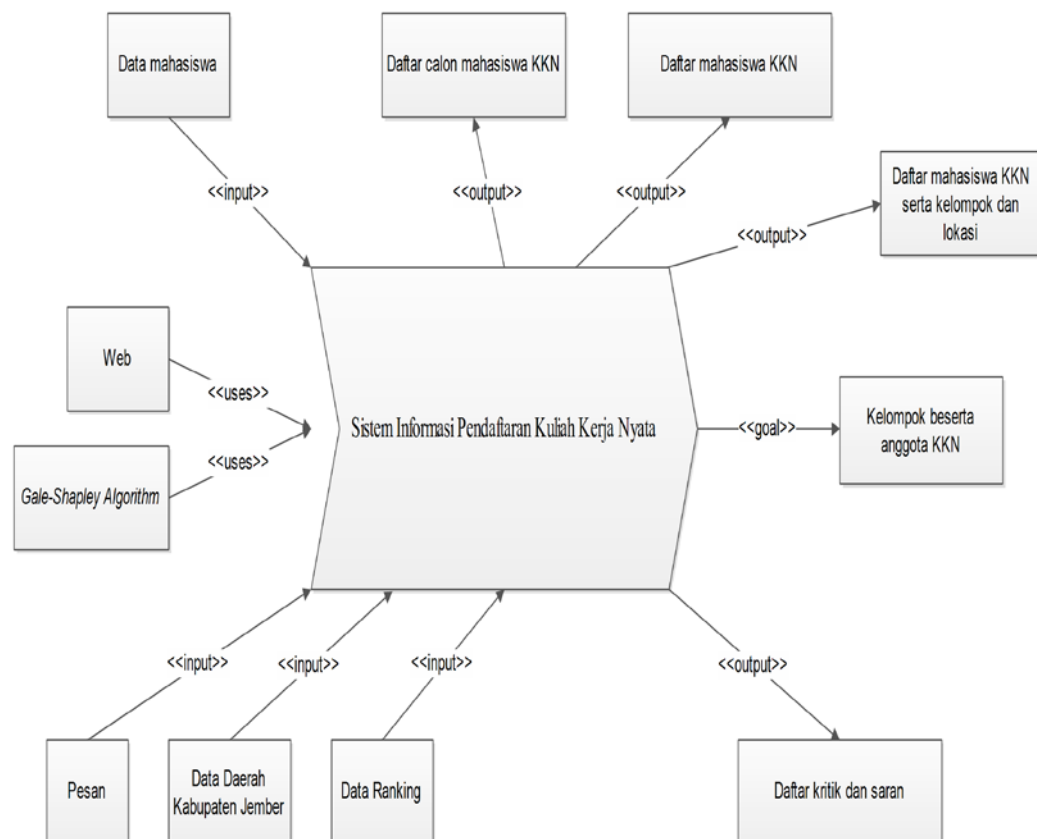 Data mahasiswa
Daftar calon mahasiswa KKN
Daftar mahasiswa KKN
Daftar mahasiswa KKN
serta kelompok dan
lokasi
<<input>>
<<output>>
<<output>>
<<output>>
Web
<<uses>>
Sistem Informasi Pendaftaran Kuliah Kerja Nyata
<<goal>>
Kelompok beserta
anggota KKN
<<uses>>
Gale-Shapley Algorithm
<<input>>
<<input>>
<<input>>
<<output>>
Pesan
Data Daerah
Kabupaten Jember
Data Ranking
Daftar kritik dan saran